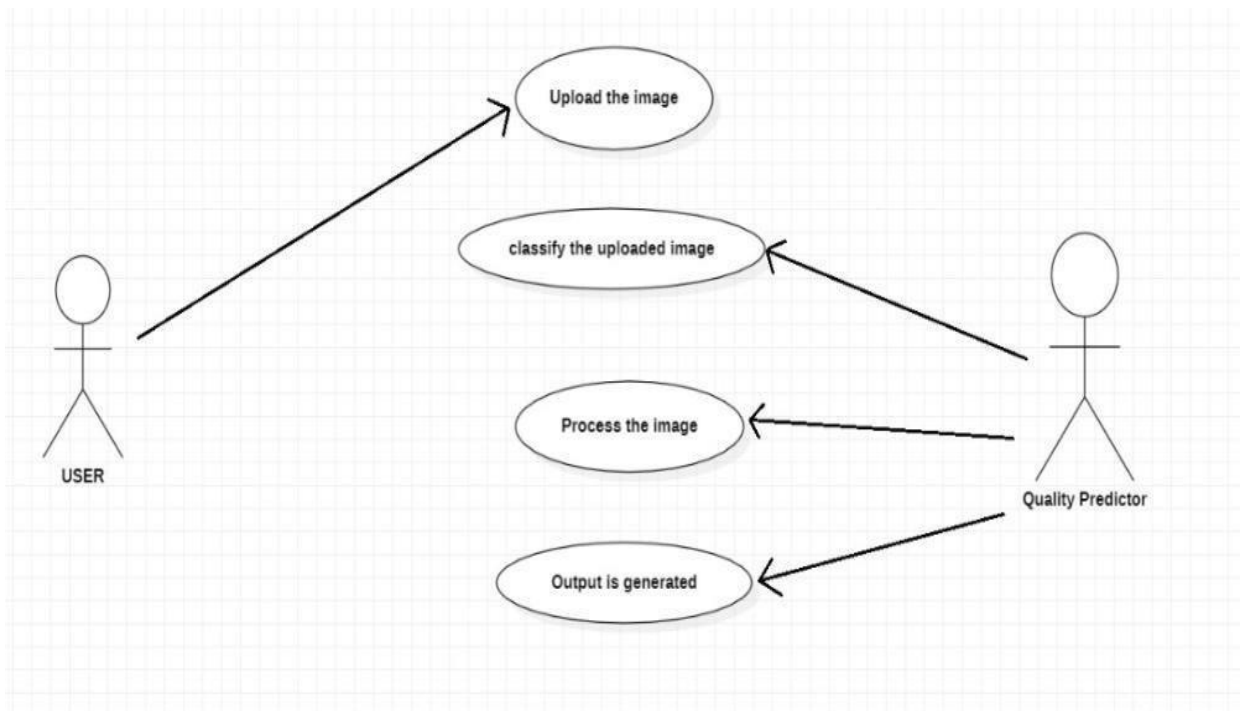 Upload the image
classify the uploaded image
Process the image
USER
Quality Predictor
Output is generated